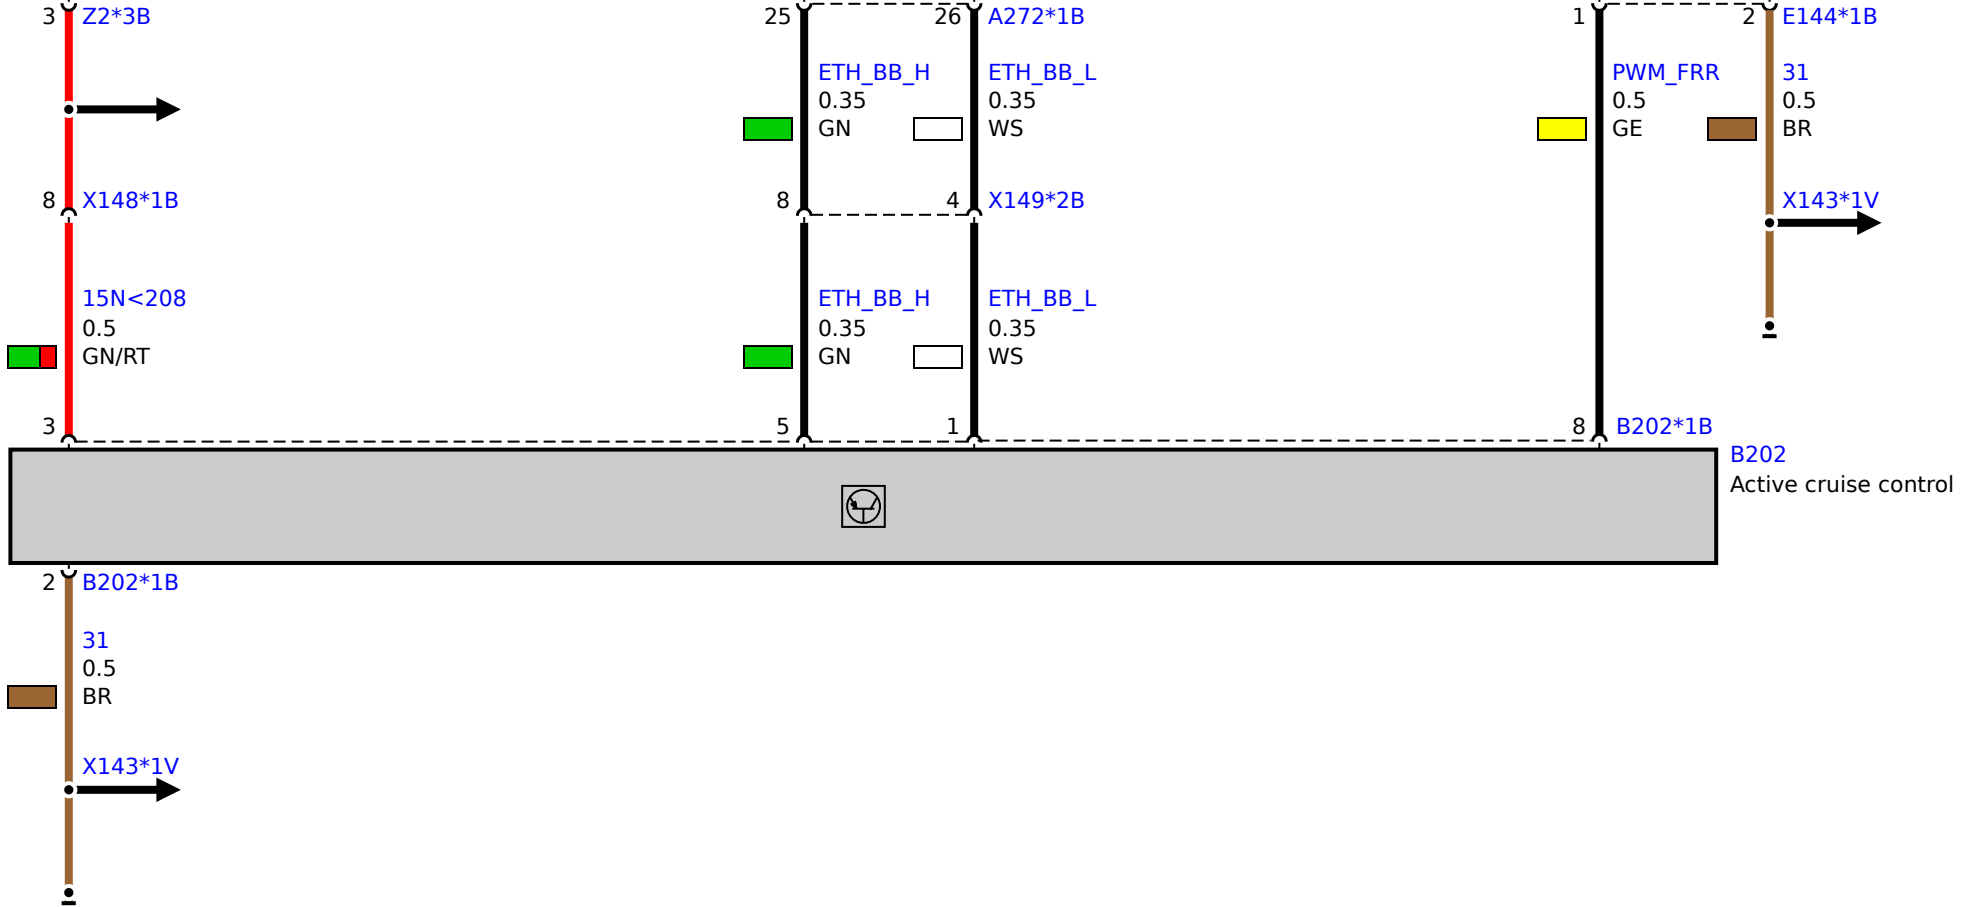 3 Z2*3B 25 26 A272*1B 1 2 E144*1B
ETH_BB_H ETH_BB_L PWM_FRR 31
0.35 0.35 0.5 0.5
GN WS GE BR
8 X148*1B 8 4 X149*2B X143*1V
15N<208 ETH_BB_H ETH_BB_L
0.5 0.35 0.35
GN/RT GN WS
3 5 1 8 B202*1B
B202
Active cruise control
2 B202*1B
31
0.5
BR
X143*1V